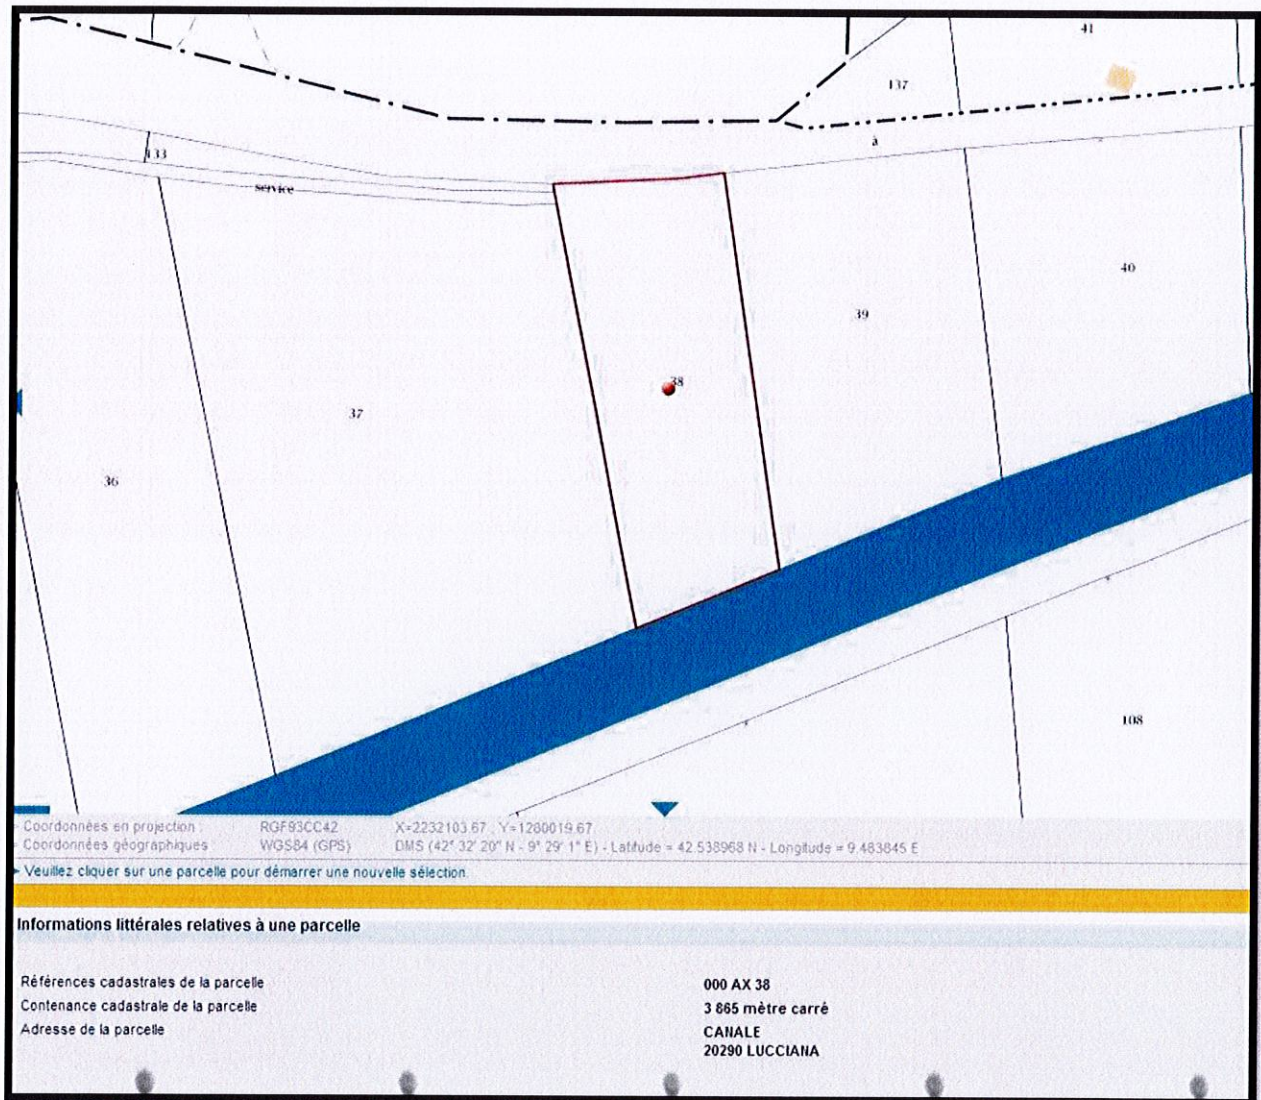 41
137
à
133
service
40
39
38
37
36
108
Coordonnées en projection : RGF93CC42 X=2232103.67 , Y=1280019.67
Coordonnées géographiques : WGS84 (GPS) DMS (42° 32' 20" N - 9° 29' 1" E) - Latitude = 42.538968 N - Longitude = 9.483845 E
Veuillez cliquer sur une parcelle pour démarrer une nouvelle sélection.
Informations littérales relatives à une parcelle
Références cadastrales de la parcelle 000 AX 38
Contenance cadastrale de la parcelle 3 865 mètre carré
Adresse de la parcelle CANALE
20290 LUCCIANA